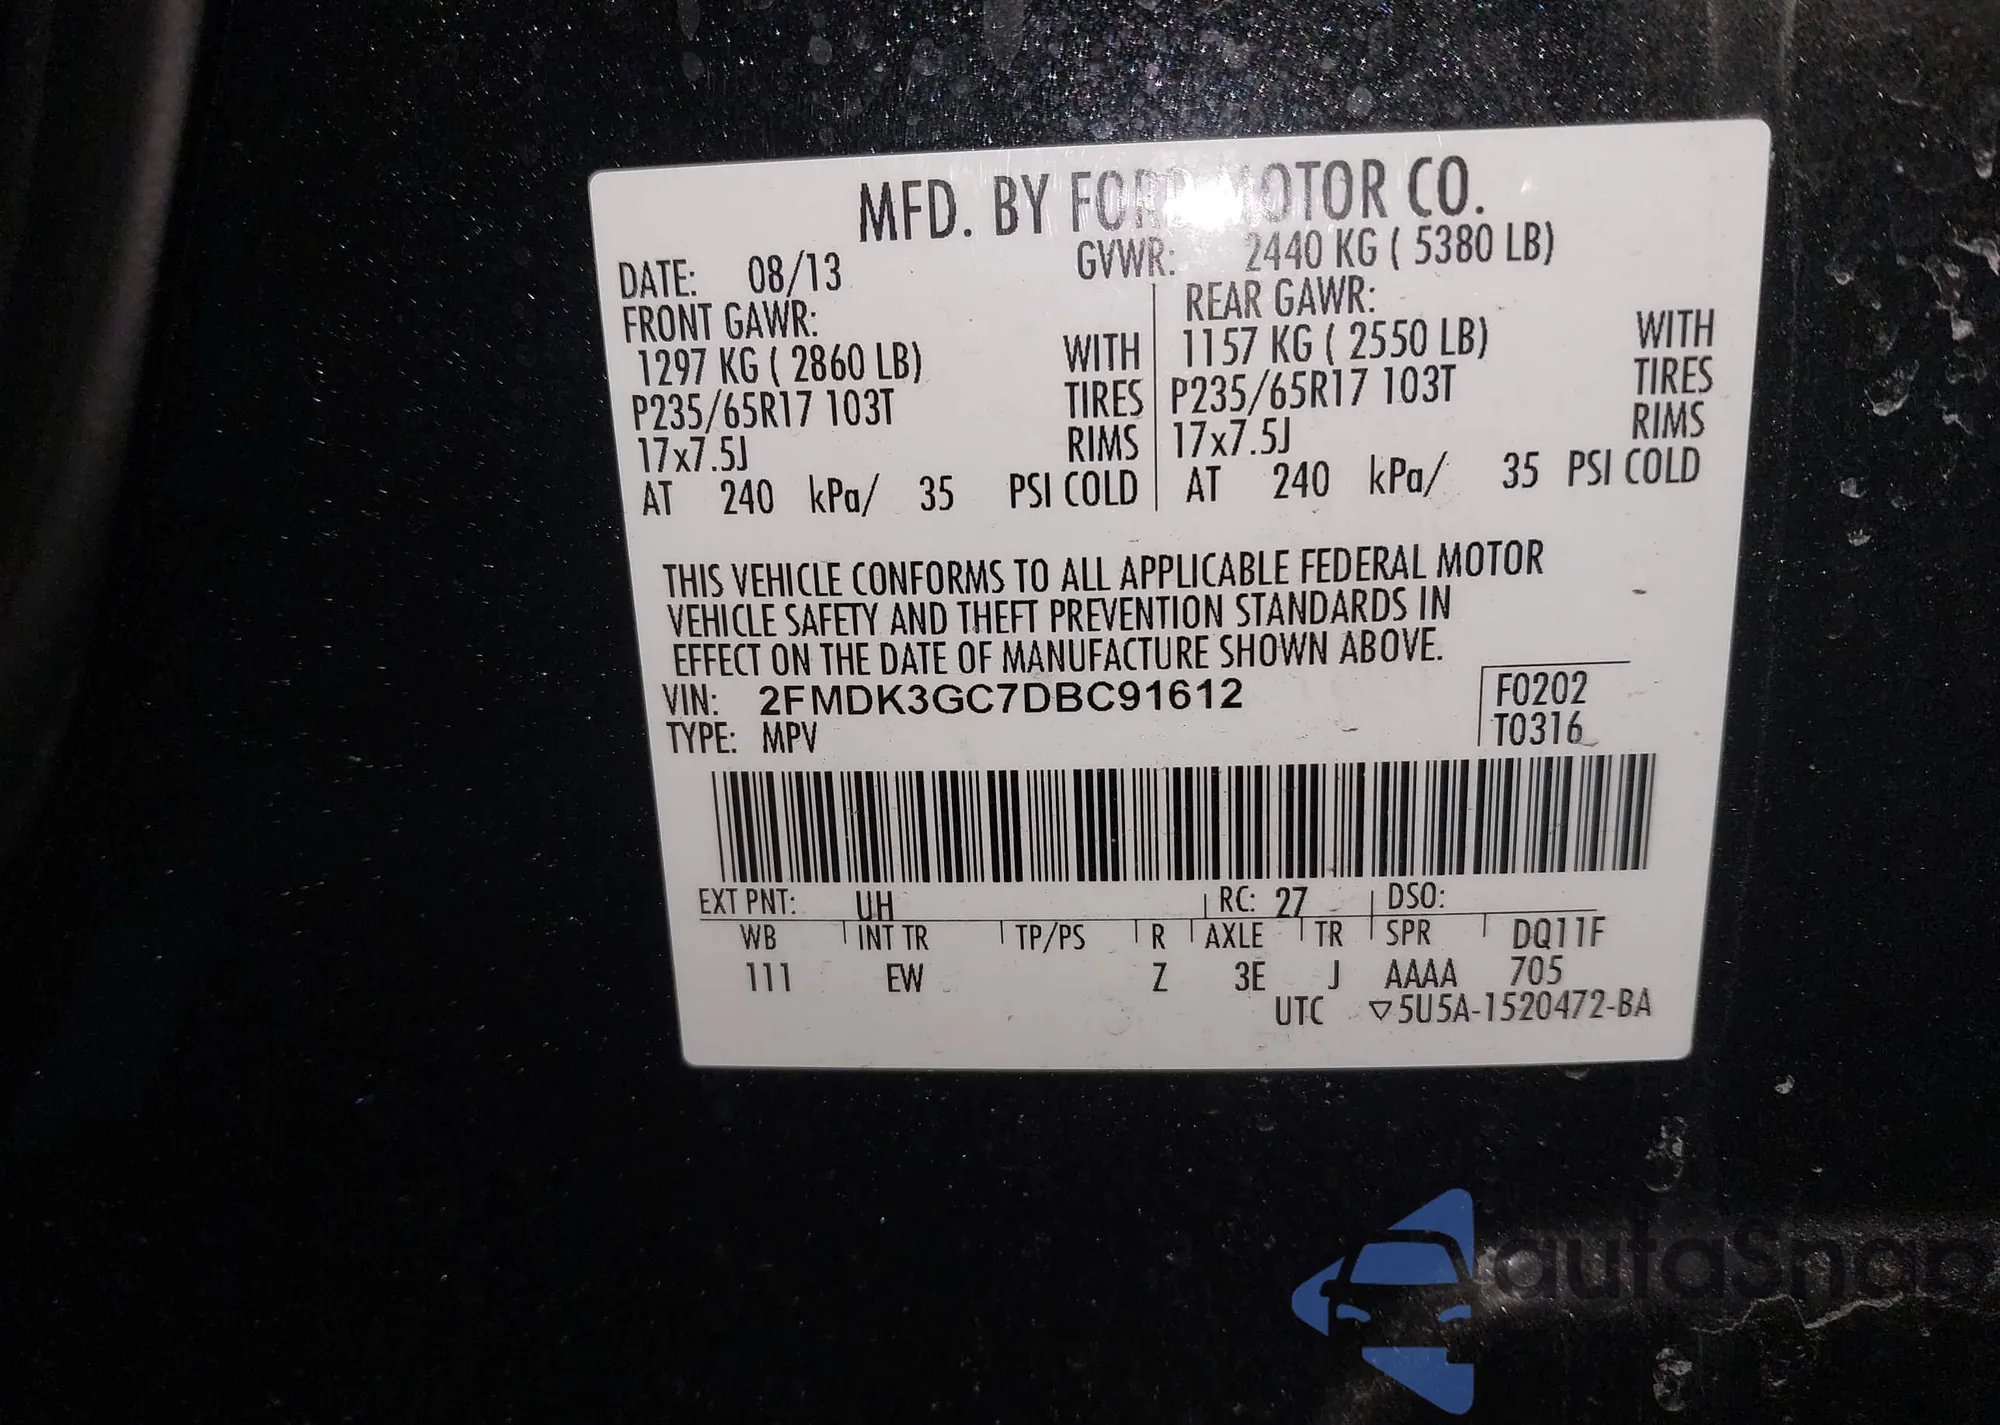 MFD. BY FORD MOTOR CO.
DATE: 08/13 GVWR: 2440 KG ( 5380 LB)
FRONT GAWR: REAR GAWR:
1297 KG ( 2860 LB) WITH 1157 KG ( 2550 LB) WITH
P235/65R17 103T TIRES P235/65R17 103T TIRES
17x7.5J RIMS 17x7.5J RIMS
AT 240 kPa/ 35 PSI COLD AT 240 kPa/ 35 PSI COLD
THIS VEHICLE CONFORMS TO ALL APPLICABLE FEDERAL MOTOR
VEHICLE SAFETY AND THEFT PREVENTION STANDARDS IN
EFFECT ON THE DATE OF MANUFACTURE SHOWN ABOVE.
VIN: 2FMDK3GC7DBC91612 F0202
TYPE: MPV T0316
EXT PNT: UH RC: 27 DSO:
WB INT TR TP/PS R AXLE TR SPR DQ11F
111 EW Z 3E J AAAA 705
UTC ▽5U5A-1520472-BA
autoSnap